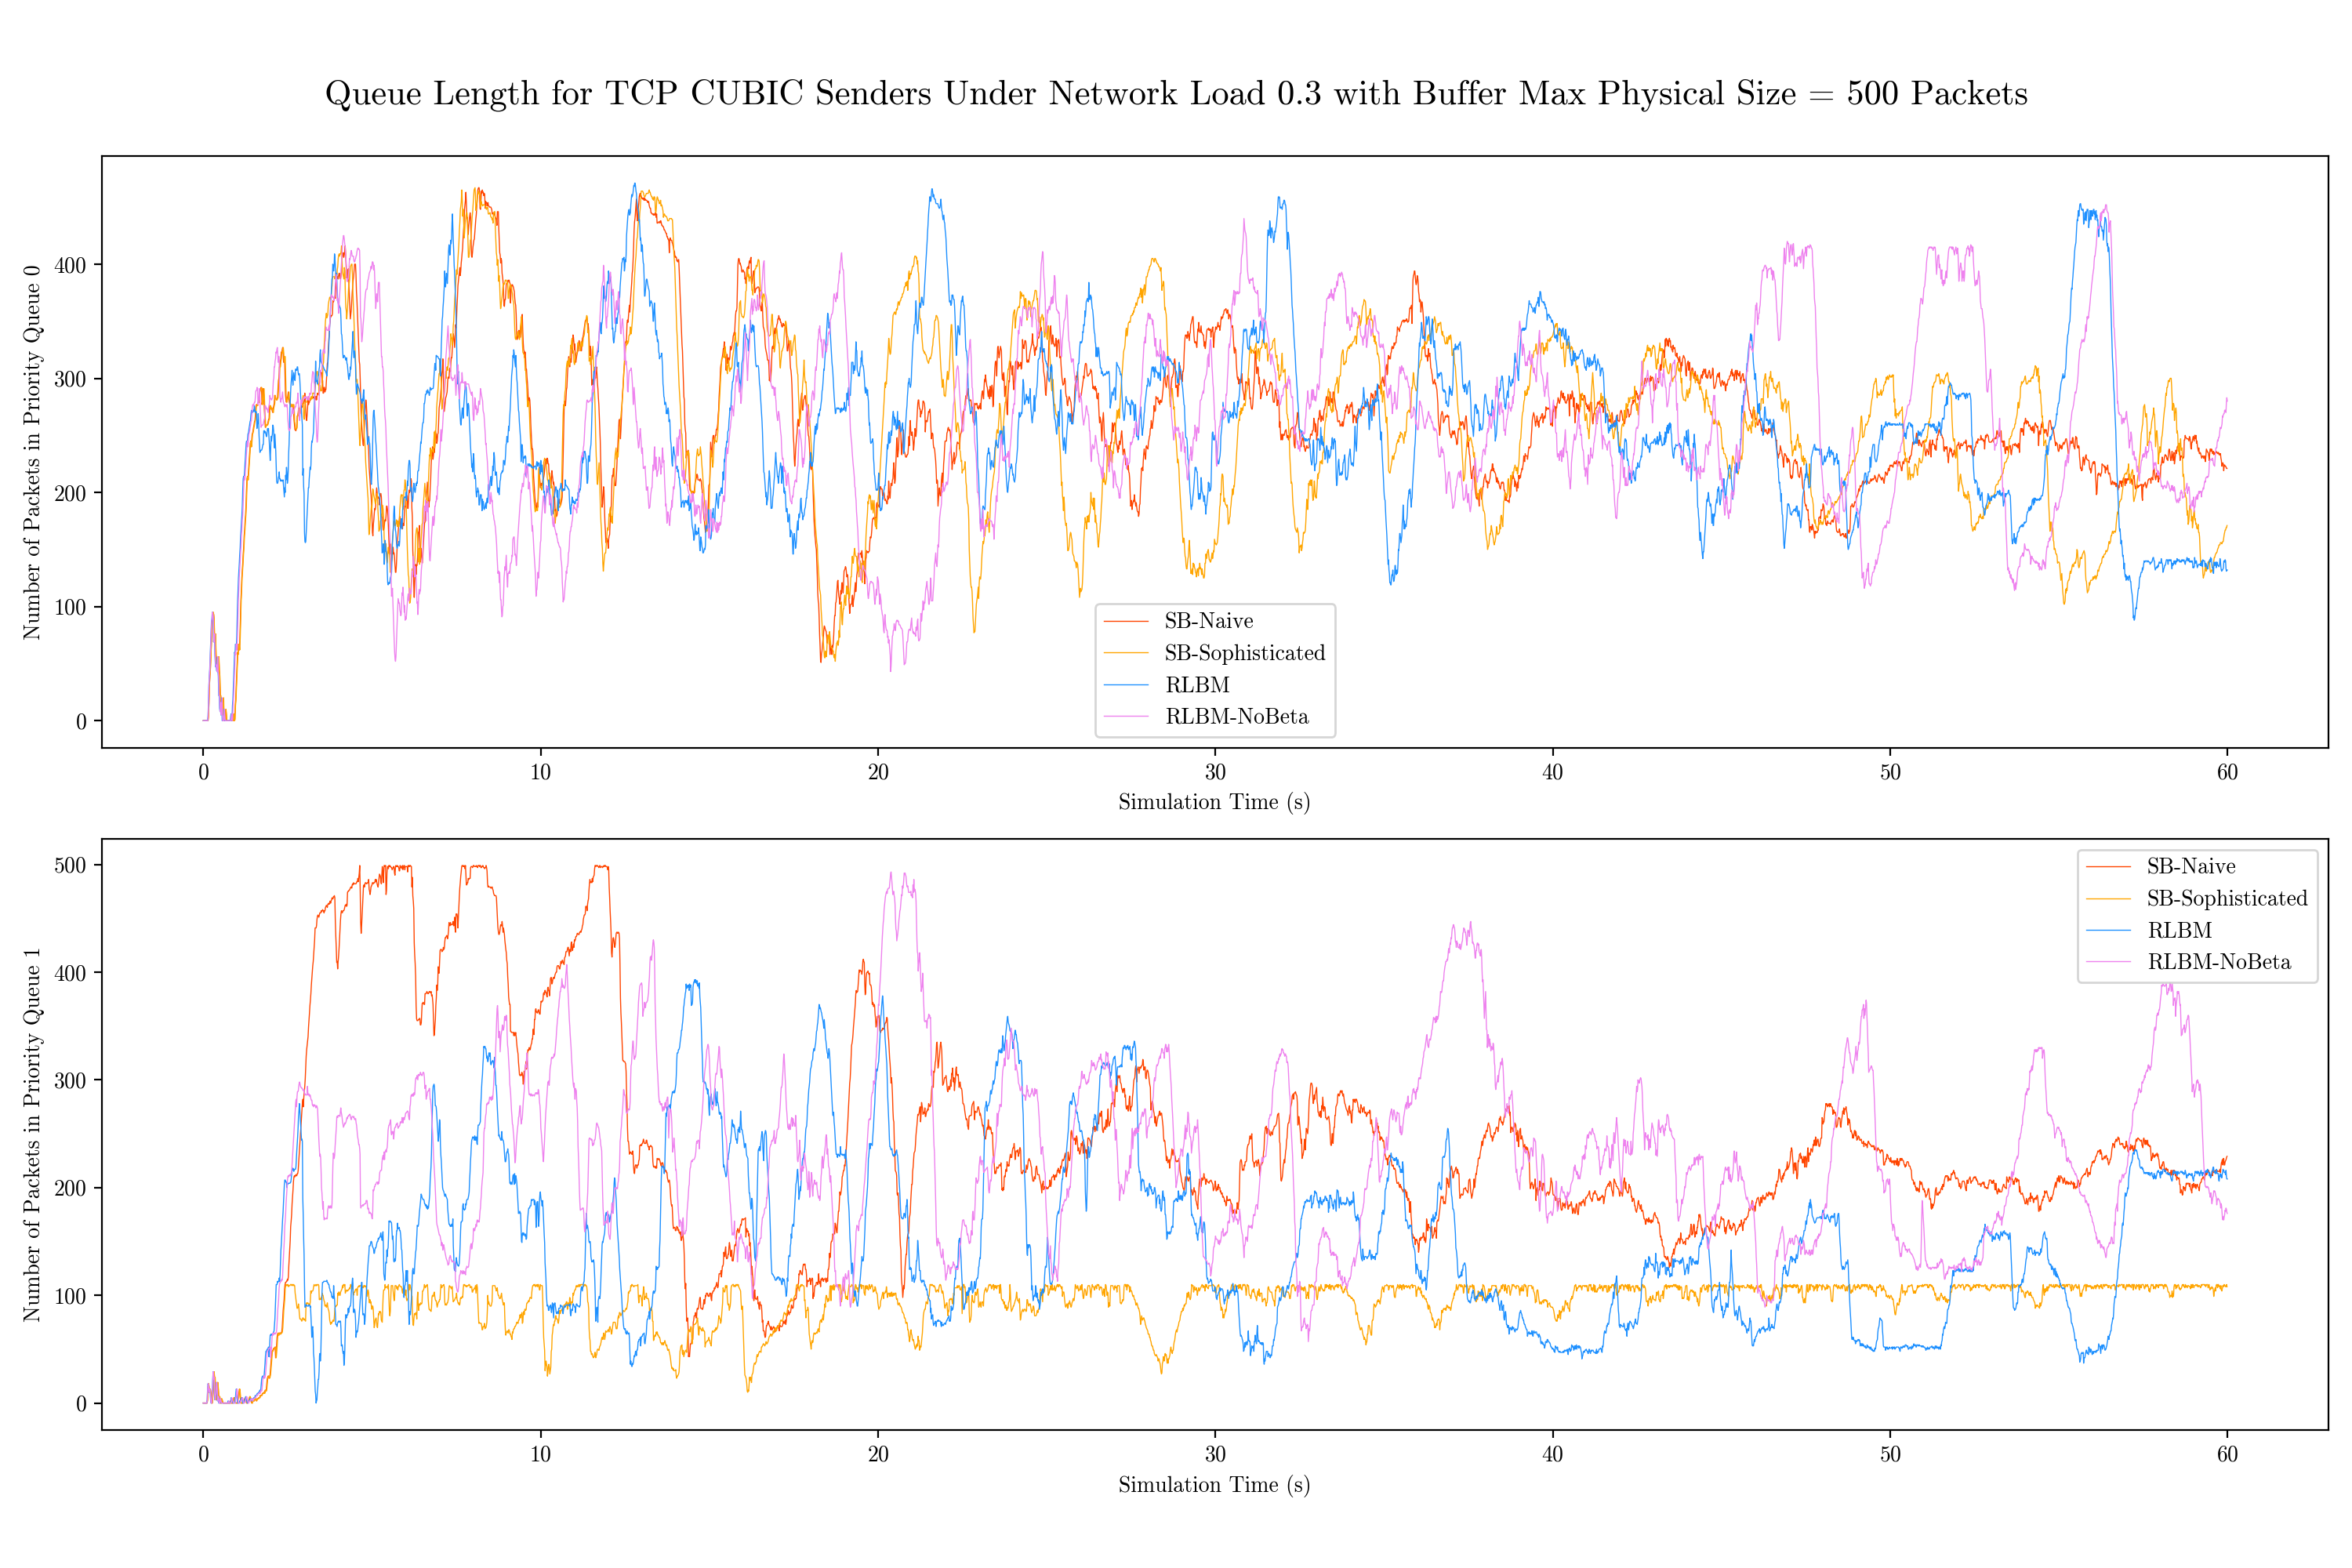 Queue Length for TCP CUBIC Senders Under Network Load 0.3 with Buffer Max Physical Size = 500 Packets
Number of Packets in Priority Queue 0
400
300
200
100
0
SB-Naive
SB-Sophisticated
RLBM
RLBM-NoBeta
0 10 20 30 40 50 60
Simulation Time (s)
Number of Packets in Priority Queue 1
500
400
300
200
100
0
SB-Naive
SB-Sophisticated
RLBM
RLBM-NoBeta
0 10 20 30 40 50 60
Simulation Time (s)